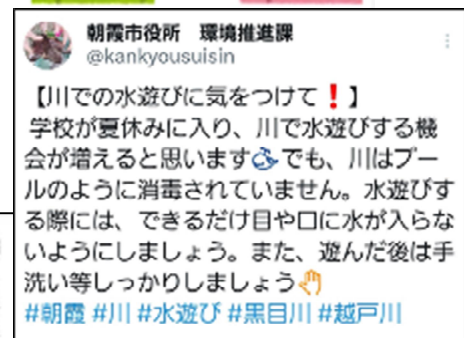 朝霞市役所 環境推進課
@kankyousuisin
【川での水遊びに気をつけて❗】
学校が夏休みに入り、川で水遊びする機
会が増えると思います💦でも、川はプー
ルのように消毒されていません。水遊びす
る際には、できるだけ目や口に水が入らな
いようにしましょう。また、遊んだ後は手
洗い等しっかりしましょう🤚
#朝霞 #川 #水遊び #黒目川 #越戸川